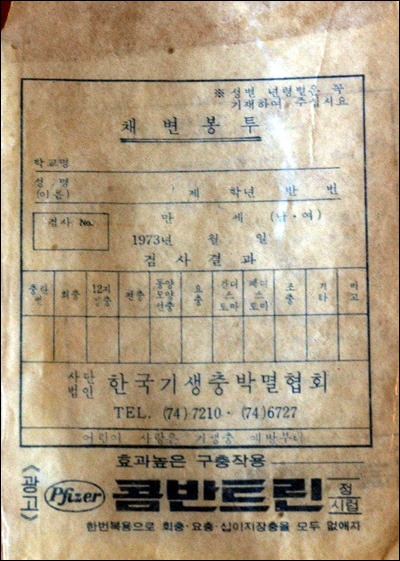 ※ 성명 년령별은 꼭
기재하여 주십시요
채변봉투
학교명
성 명
(이름) 제 학년 반 번
검사 No. 만 세 (남·여)
1973년 월 일
검사결과
회충 12지장충 편충 동양모양선충 요충 간디스토마 폐디스토마 조충 기타 비고
사단법인 한국기생충박멸협회
TEL. (74)7210 · (74)6727
어린이 사랑은 기생충 예방부터
효과높은 구충작용
<광고> Pfizer 콤반트린 정 시럽
한번복용으로 회충·요충·십이지장충을 모두 없애자